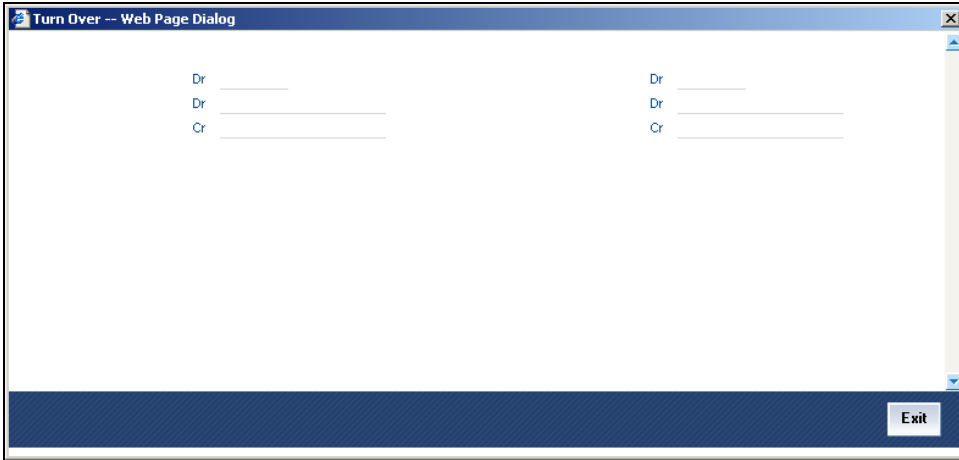 Turn Over -- Web Page Dialog
Dr Dr
Dr Dr
Cr Cr
Exit